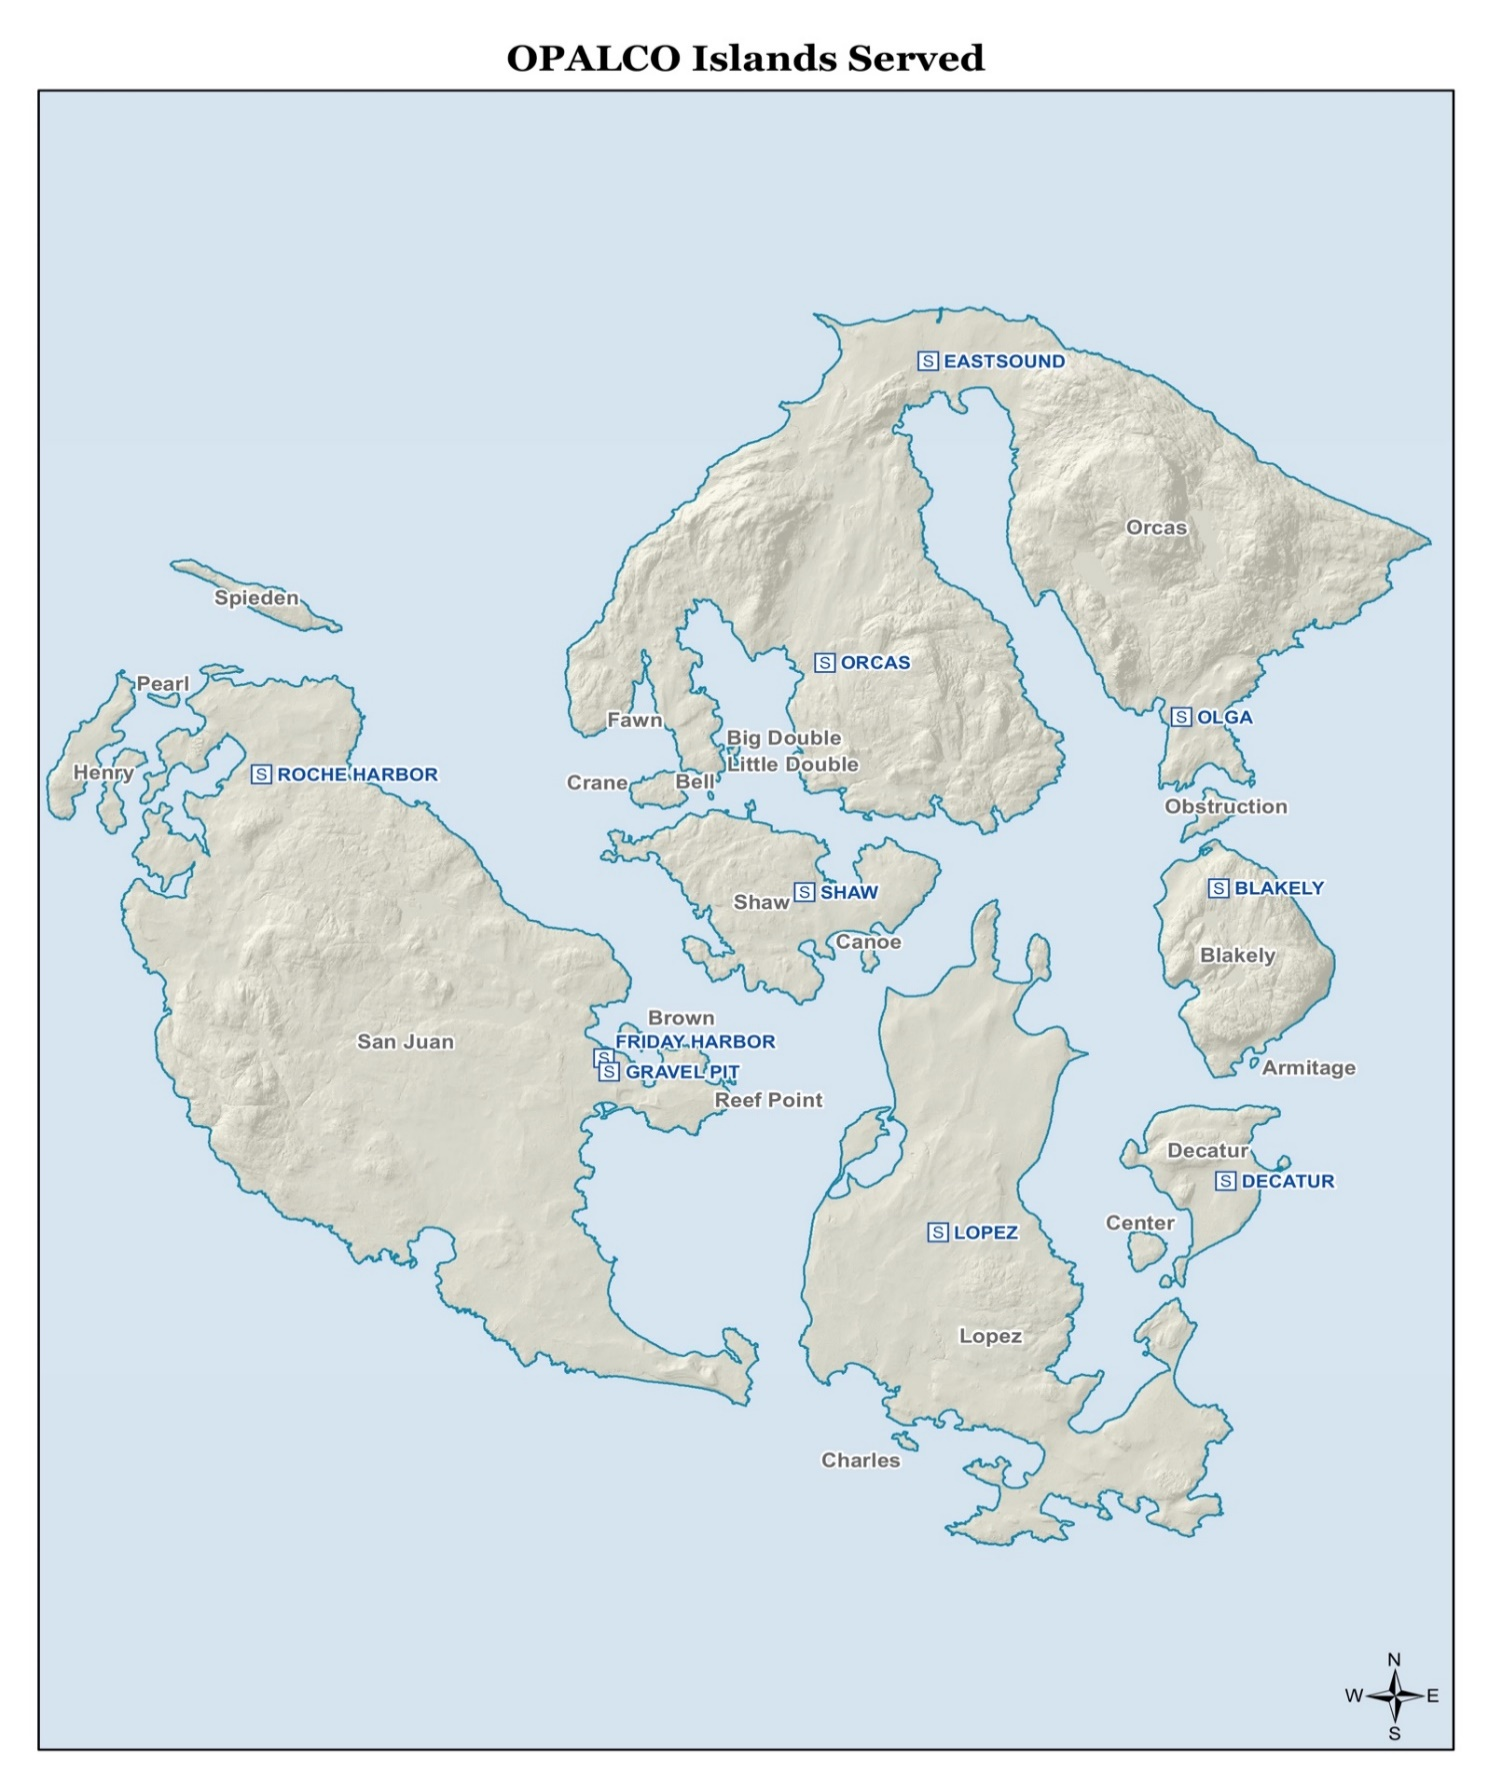 OPALCO Islands Served
S EASTSOUND
Orcas
Spieden
S ORCAS
Pearl
S OLGA
Fawn
Big Double
Little Double
Henry
S ROCHE HARBOR
Crane
Bell
Obstruction
S BLAKELY
Shaw
S SHAW
Canoe
Blakely
Brown
San Juan
S FRIDAY HARBOR
S GRAVEL PIT
Armitage
Reef Point
Decatur
S DECATUR
Center
S LOPEZ
Lopez
Charles
N
W E
S